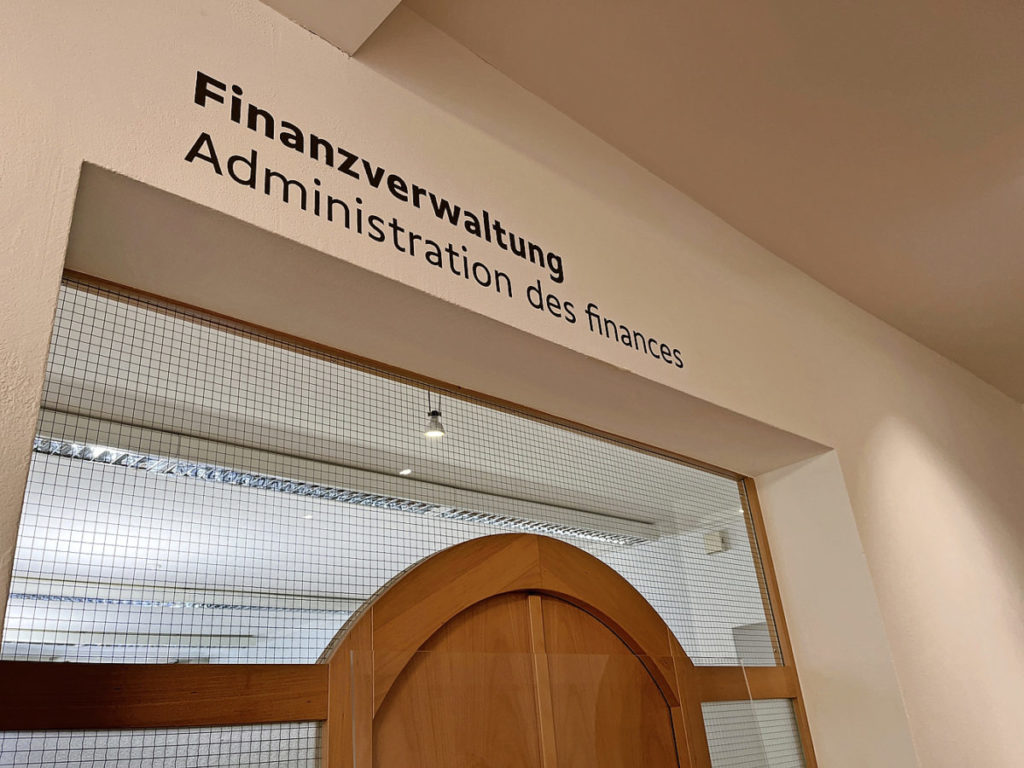 Finanzverwaltung
Administration des finances